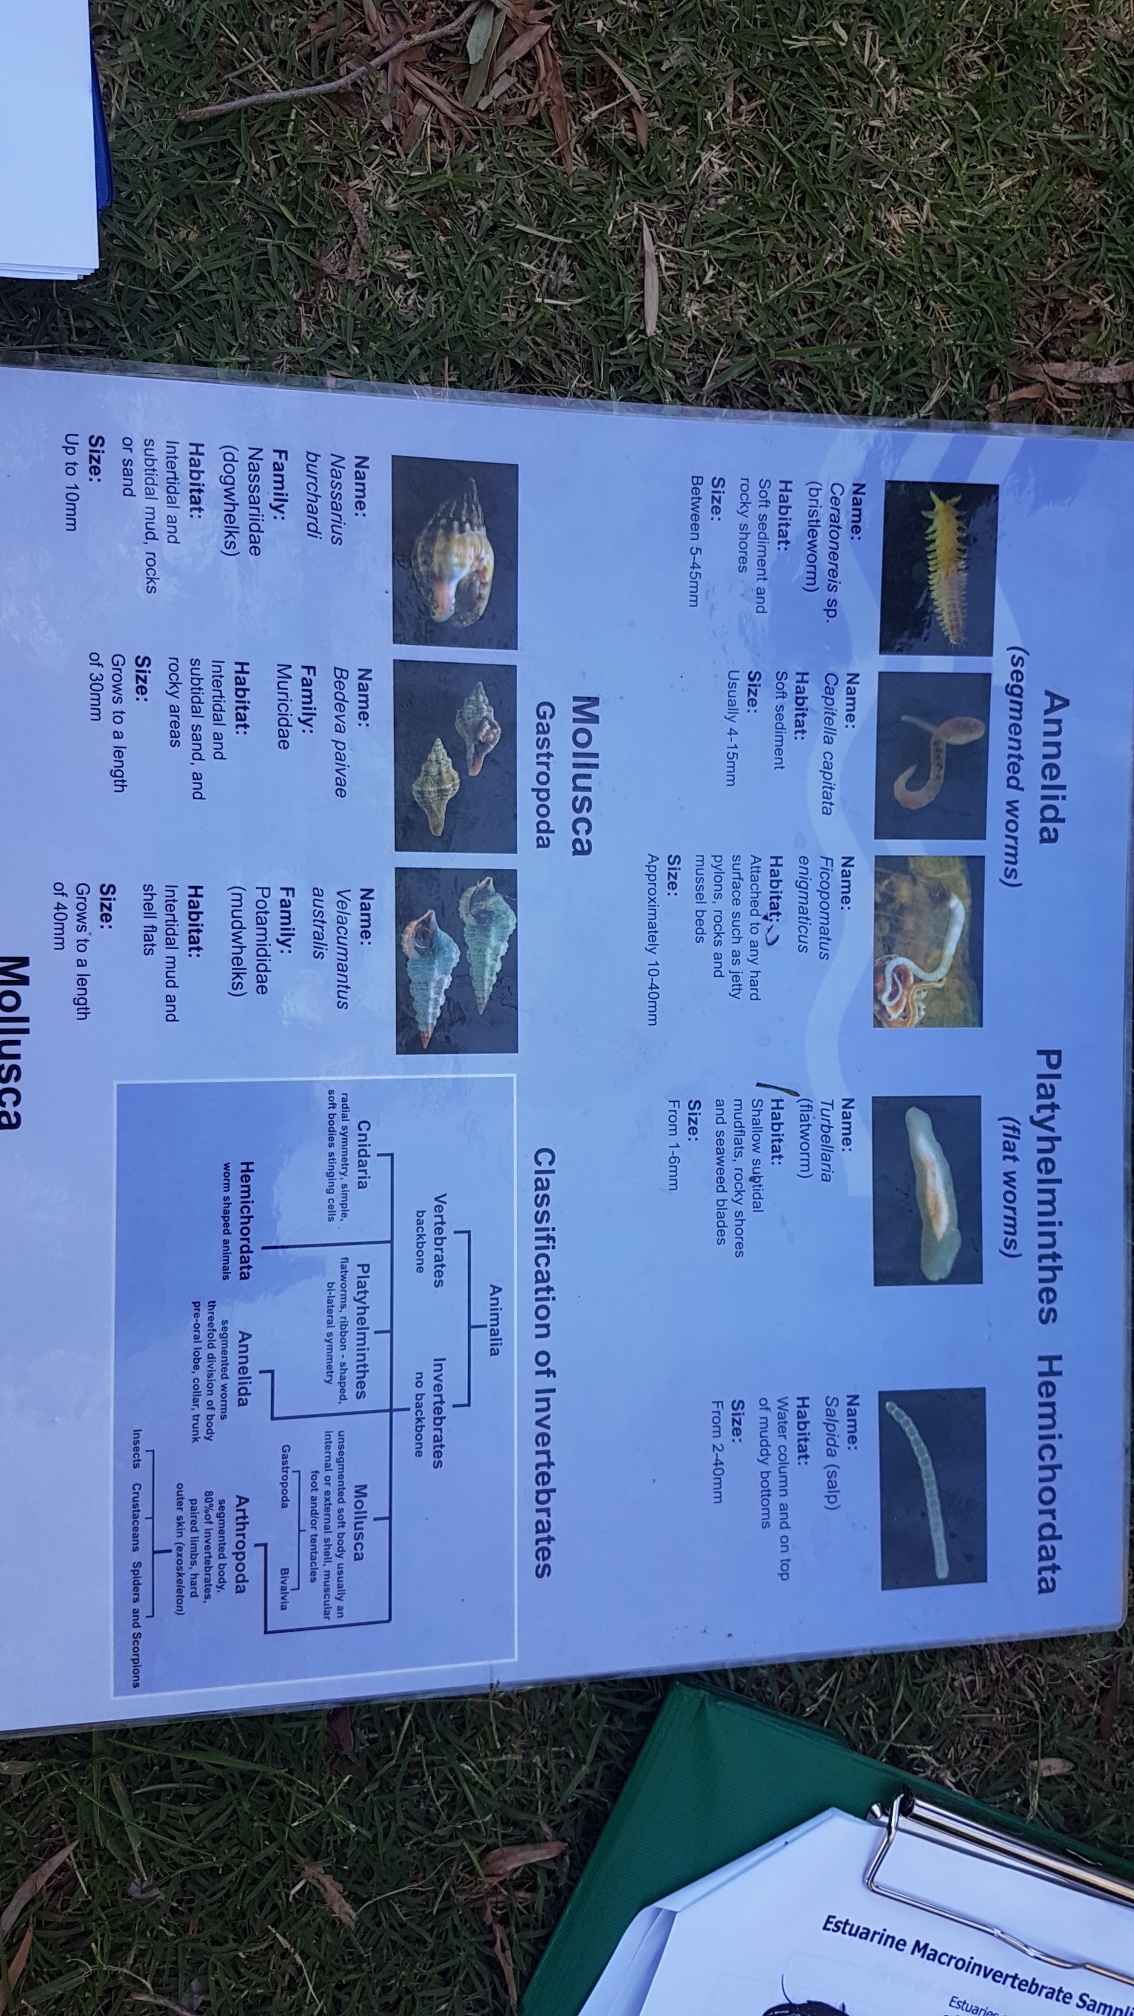 Annelida
(segmented worms)
Name:
Ceratonereis sp.
(bristleworm)
Habitat:
Soft sediment and
rocky shores
Size:
Between 5-45mm
Name:
Capitella capitata
Habitat:
Soft sediment
Size:
Usually 4-15mm
Name:
Ficopomatus
enigmaticus
Habitat:
Attached to any hard
surface such as jetty
pylons, rocks and
mussel beds
Size:
Approximately 10-40mm
Platyhelminthes
(flat worms)
Name:
Turbellaria
(flatworm)
Habitat:
Shallow subtidal
mudflats, rocky shores
and seaweed blades
Size:
From 1-6mm
Hemichordata
Name:
Salpida (salp)
Habitat:
Water column and on top
of muddy bottoms
Size:
From 2-40mm
Mollusca
Gastropoda
Name:
Nassarius
burchardi
Family:
Nassariidae
(dogwhelks)
Habitat:
Intertidal and
subtidal mud, rocks
or sand
Size:
Up to 10mm
Name:
Bedeva paivae
Family:
Muricidae
Habitat:
Intertidal and
subtidal sand, and
rocky areas
Size:
Grows to a length
of 30mm
Name:
Velacumantus
australis
Family:
Potamididae
(mudwhelks)
Habitat:
Intertidal mud and
shell flats
Size:
Grows to a length
of 40mm
Classification of Invertebrates
Animalia
Vertebrates
backbone
Invertebrates
no backbone
Cnidaria
radial symmetry, simple,
soft bodies stinging cells
Platyhelminthes
flatworms, ribbon - shaped,
bi-lateral symmetry
Mollusca
unsegmented soft body usually an
internal or external shell, muscular
foot and/or tentacles
Gastropoda
Bivalvia
Hemichordata
worm shaped animals
Annelida
segmented worms
threefold division of body
pre-oral lobe, collar, trunk
Arthropoda
segmented body,
80%of invertebrates,
paired limbs, hard
outer skin (exoskeleton)
Insects Crustaceans Spiders and Scorpions
Mollusca
Estuarine Macroinvertebrate Sampl